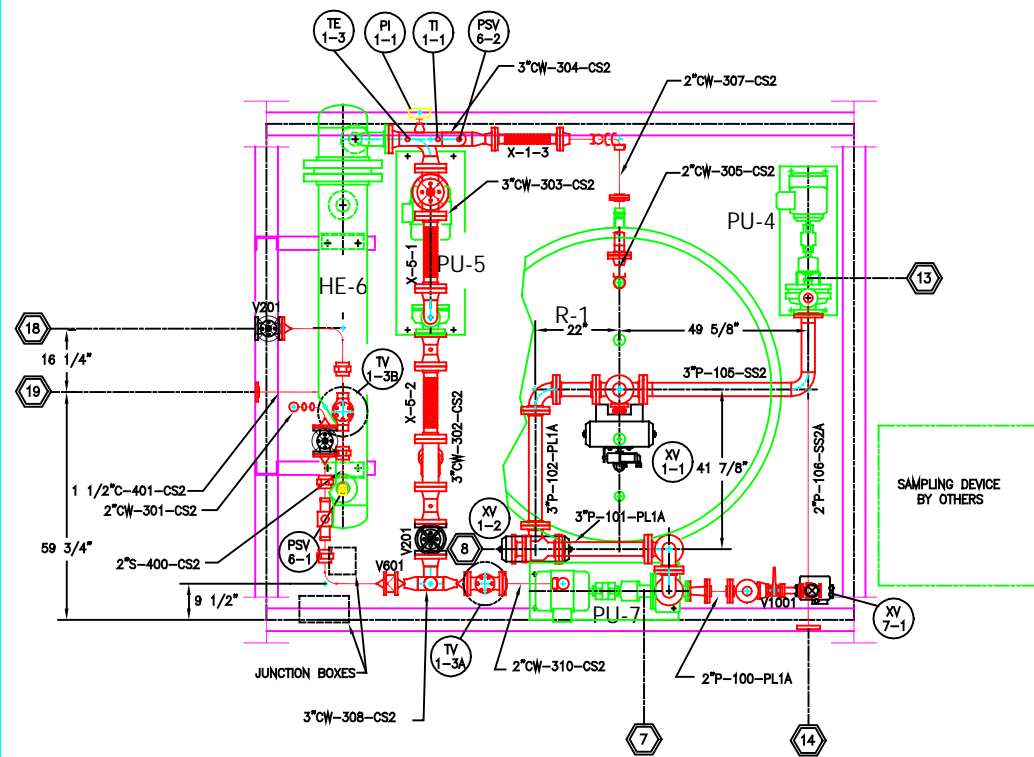 TE
1-3
PI
1-1
TI
1-1
PSV
6-2
3"CW-304-CS2
2"CW-307-CS2
X-1-3
2"CW-305-CS2
3"CW-303-CS2
PU-4
X-5-1
PU-5
HE-6
13
V201
R-1
18
22"
49 5/8"
16 1/4"
TV
1-3B
3"P-105-SS2
19
X-5-2
3"CW-302-CS2
3"P-102-PL1A
XV
1-1
41 7/8"
2"P-106-SS2A
SAMPLING DEVICE
BY OTHERS
1 1/2"C-401-CS2
2"CW-301-CS2
59 3/4"
PSV
6-1
V201
8
XV
1-2
3"P-101-PL1A
2"S-400-CS2
V601
9 1/2"
PU-7
V1001
XV
7-1
TV
1-3A
JUNCTION BOXES
2"CW-310-CS2
2"P-100-PL1A
3"CW-308-CS2
7
14